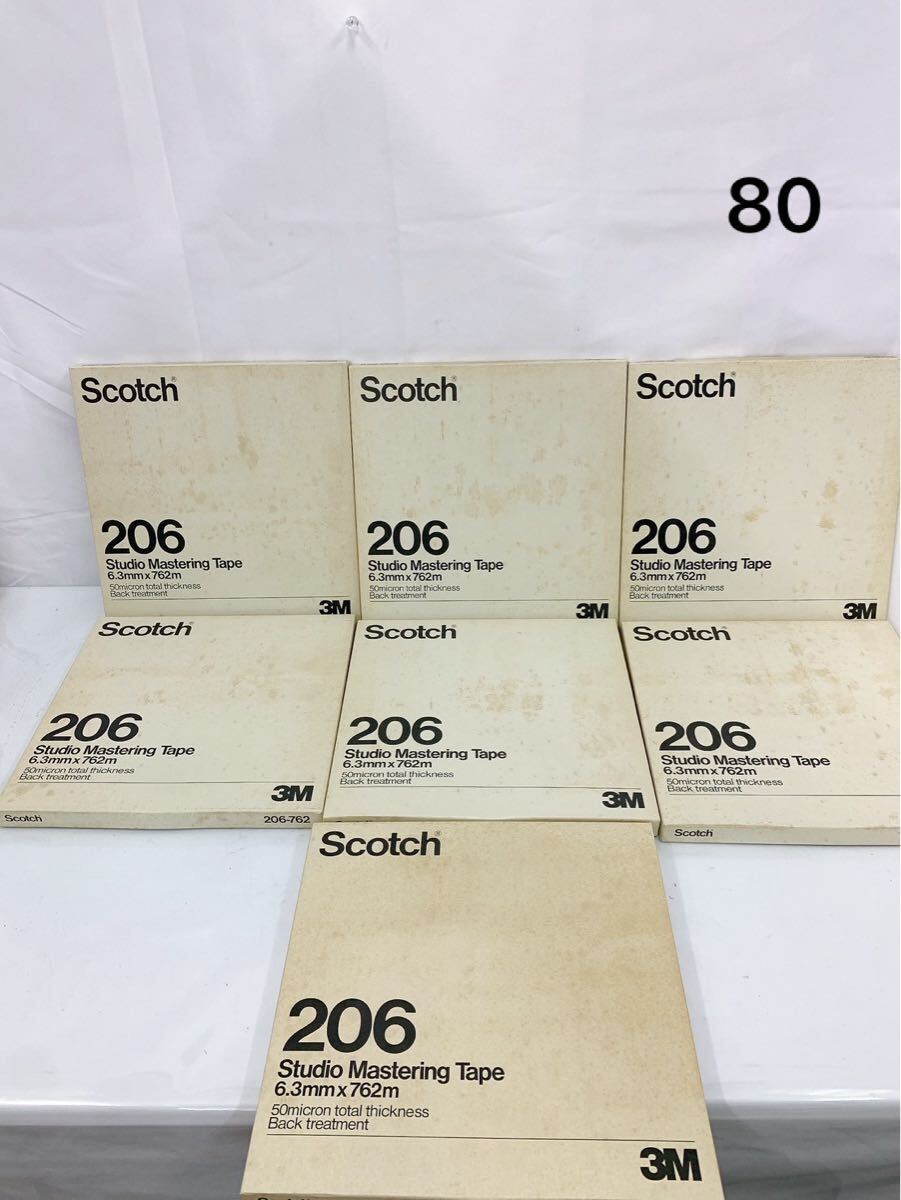 80
Scotch®
206
Studio Mastering Tape
6.3mm x 762m
50micron total thickness
Back treatment
3M
Scotch®
206
Studio Mastering Tape
6.3mm x 762m
50micron total thickness
Back treatment
3M
Scotch®
206
Studio Mastering Tape
6.3mm x 762m
50micron total thickness
Back treatment
3M
Scotch®
206
Studio Mastering Tape
6.3mm x 762m
50micron total thickness
Back treatment
3M
Scotch 206-762
Scotch®
206
Studio Mastering Tape
6.3mm x 762m
50micron total thickness
Back treatment
3M
Scotch®
206
Studio Mastering Tape
6.3mm x 762m
50micron total thickness
Back treatment
Scotch
Scotch®
206
Studio Mastering Tape
6.3mm x 762m
50micron total thickness
Back treatment
3M